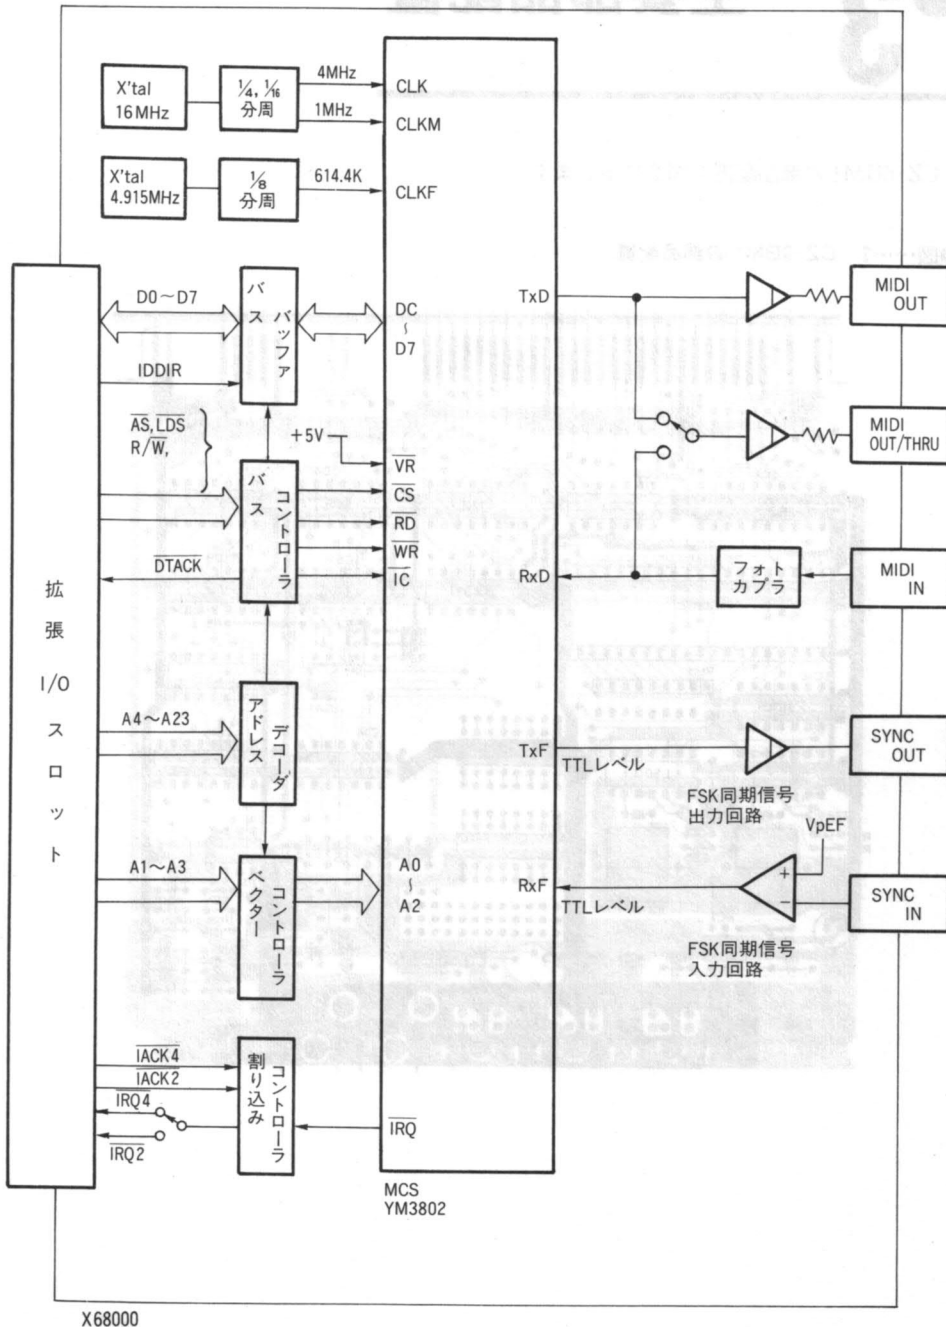 X'tal
16MHz
1/4, 1/16
分周
4MHz
1MHz
CLK
CLKM
X'tal
4.915MHz
1/8
分周
614.4K
CLKF
D0～D7
バス
バッファ
DC
～
D7
IDDIR
AS, LDS
R/W,
+5V
バス
コントローラ
VR
CS
RD
WR
IC
DTACK
拡張I/Oスロット
A4～A23
アドレス
デコーダ
A1～A3
ベクター
コントローラ
A0
～
A2
IACK4
IACK2
IRQ4
IRQ2
割り込み
コントローラ
IRQ
MCS
YM3802
TxD
MIDI
OUT
MIDI
OUT/THRU
RxD
フォト
カプラ
MIDI
IN
TxF
TTLレベル
SYNC
OUT
FSK同期信号
出力回路
VpEF
RxF
TTLレベル
+
−
SYNC
IN
FSK同期信号
入力回路
X68000